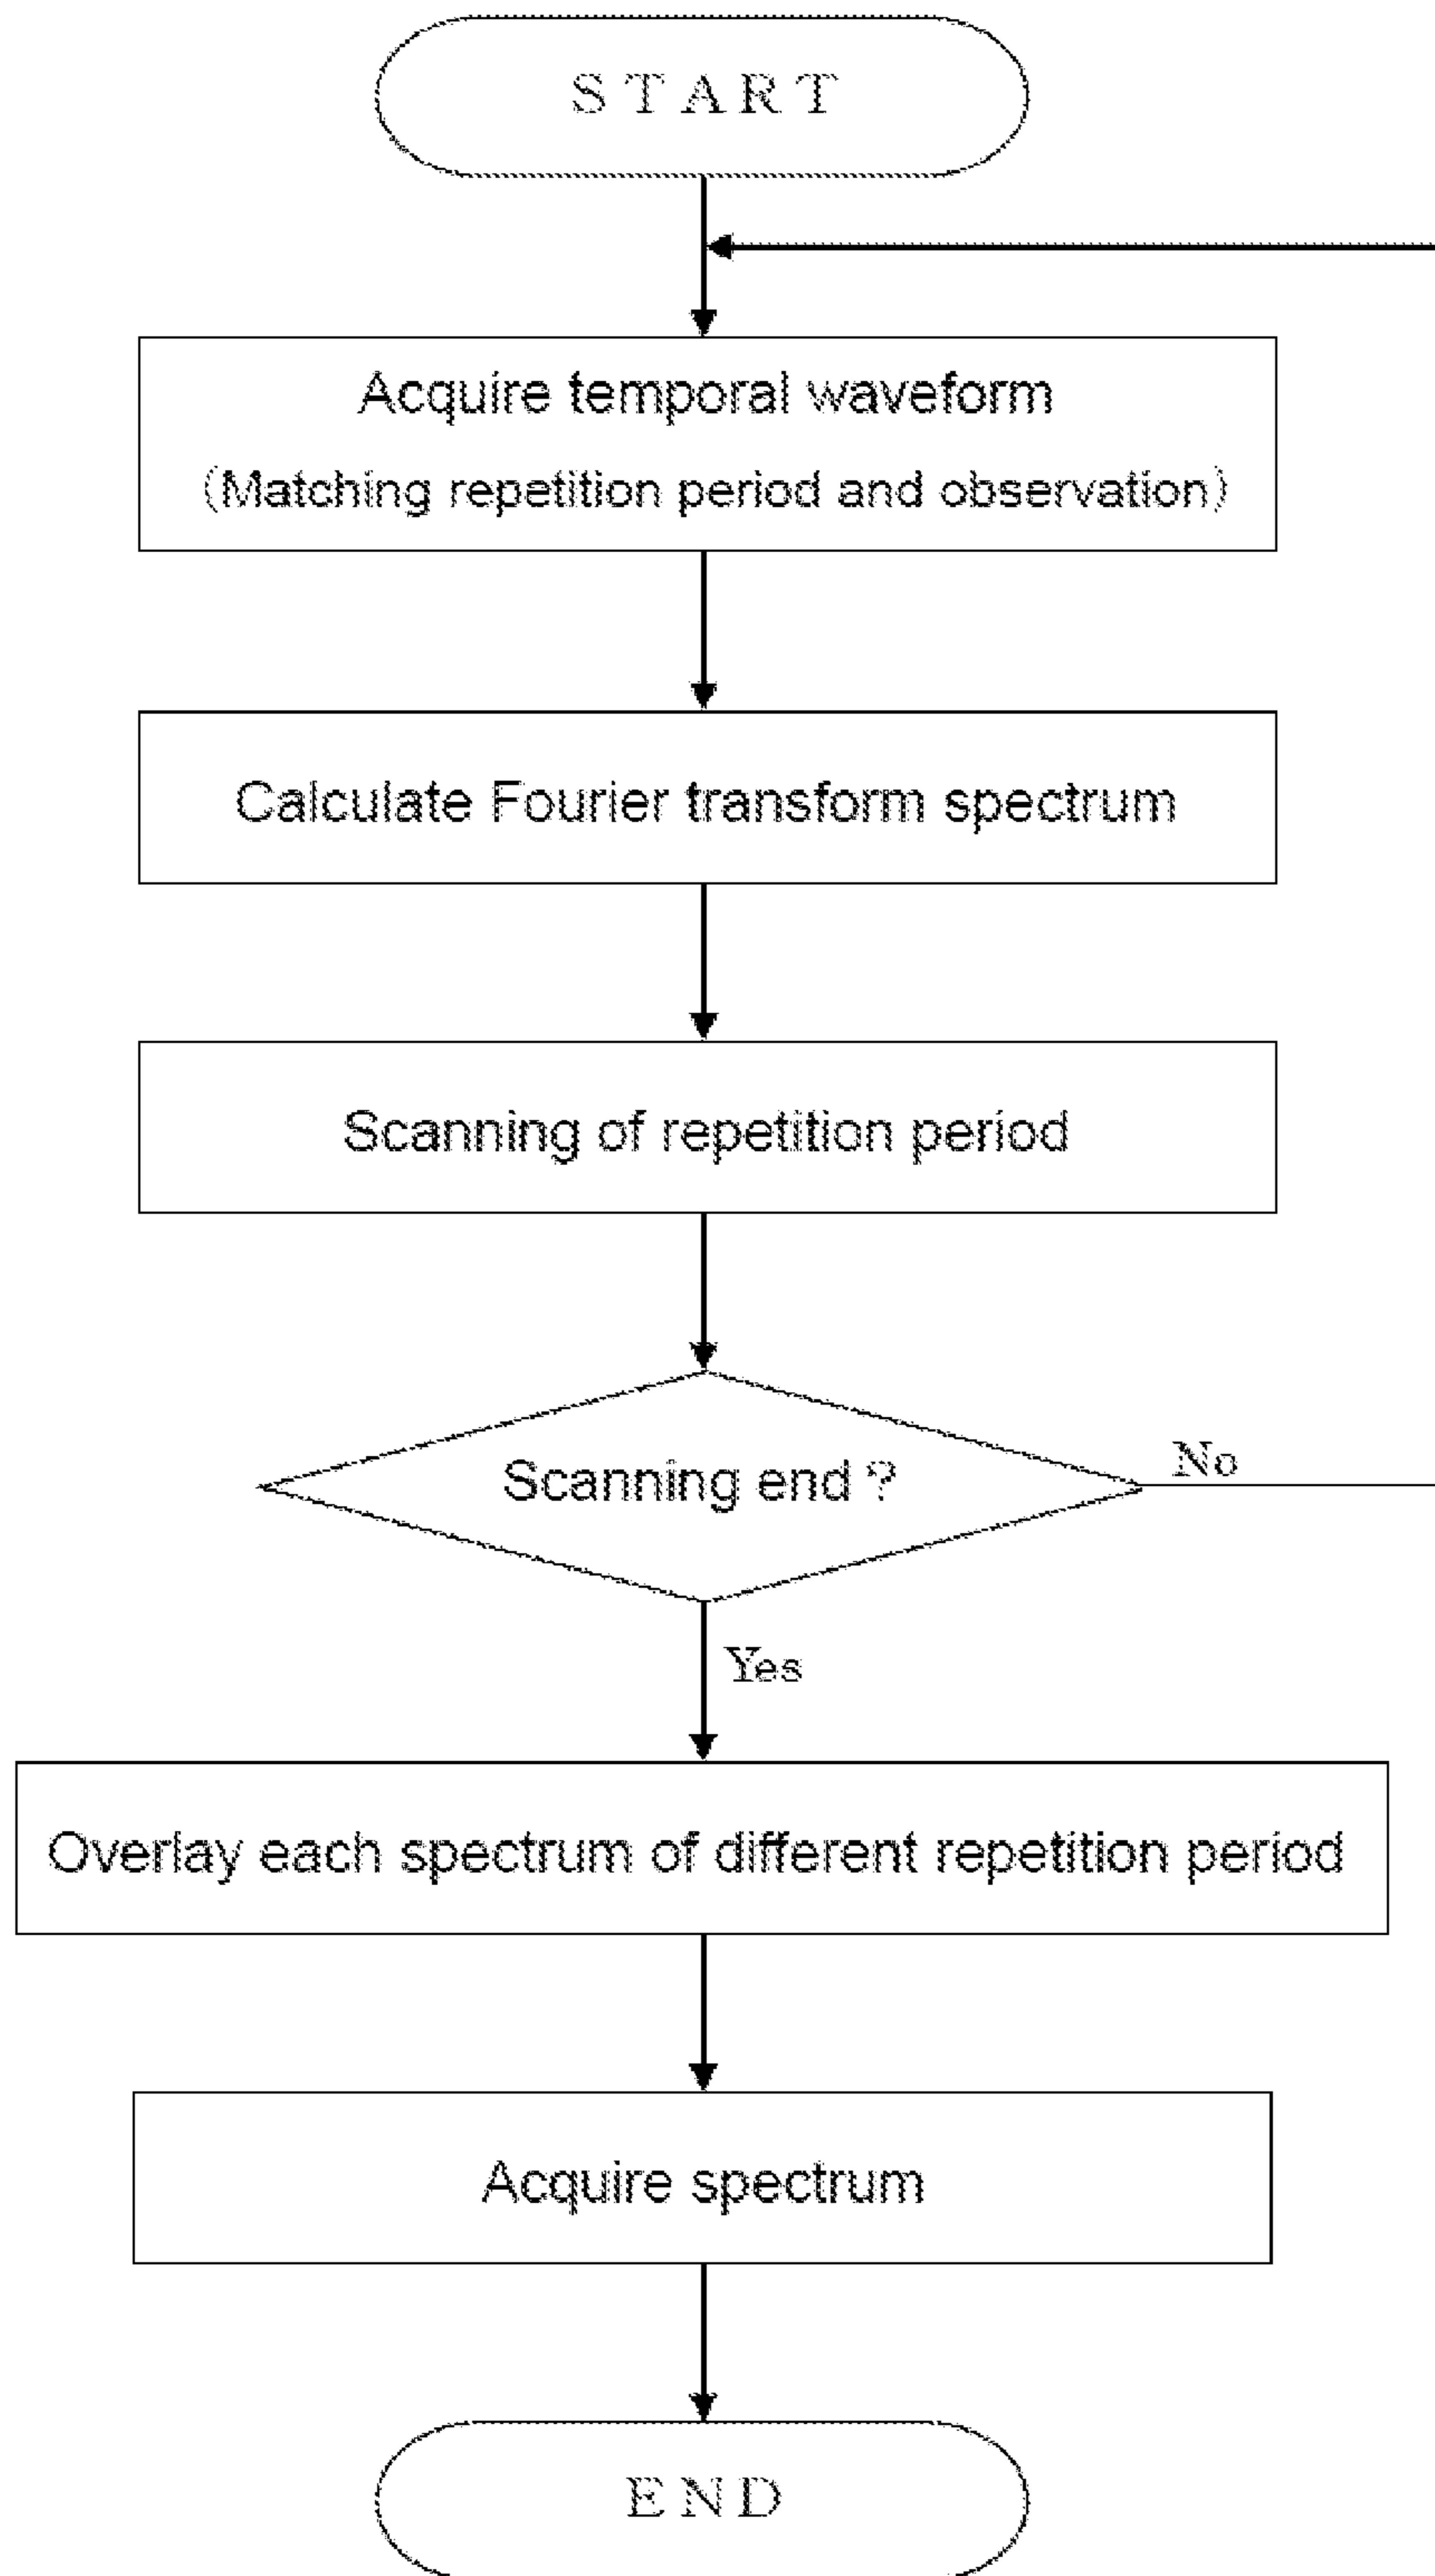 START
Acquire temporal waveform
(Matching repetition period and observation)
Calculate Fourier transform spectrum
Scanning of repetition period
Scanning end ?
No
Yes
Overlay each spectrum of different repetition period
Acquire spectrum
END